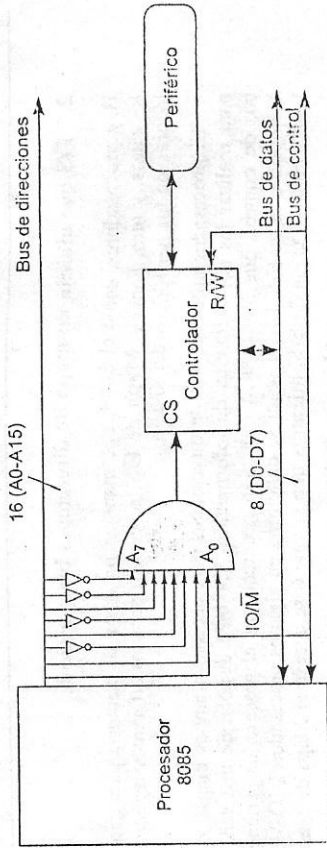 Bus de direcciones
16 (A0-A15)
Periférico
A7
A0
CS
Controlador
R/W̅
IO/M̅
Bus de datos
Bus de control
8 (D0-D7)
Procesador
8085